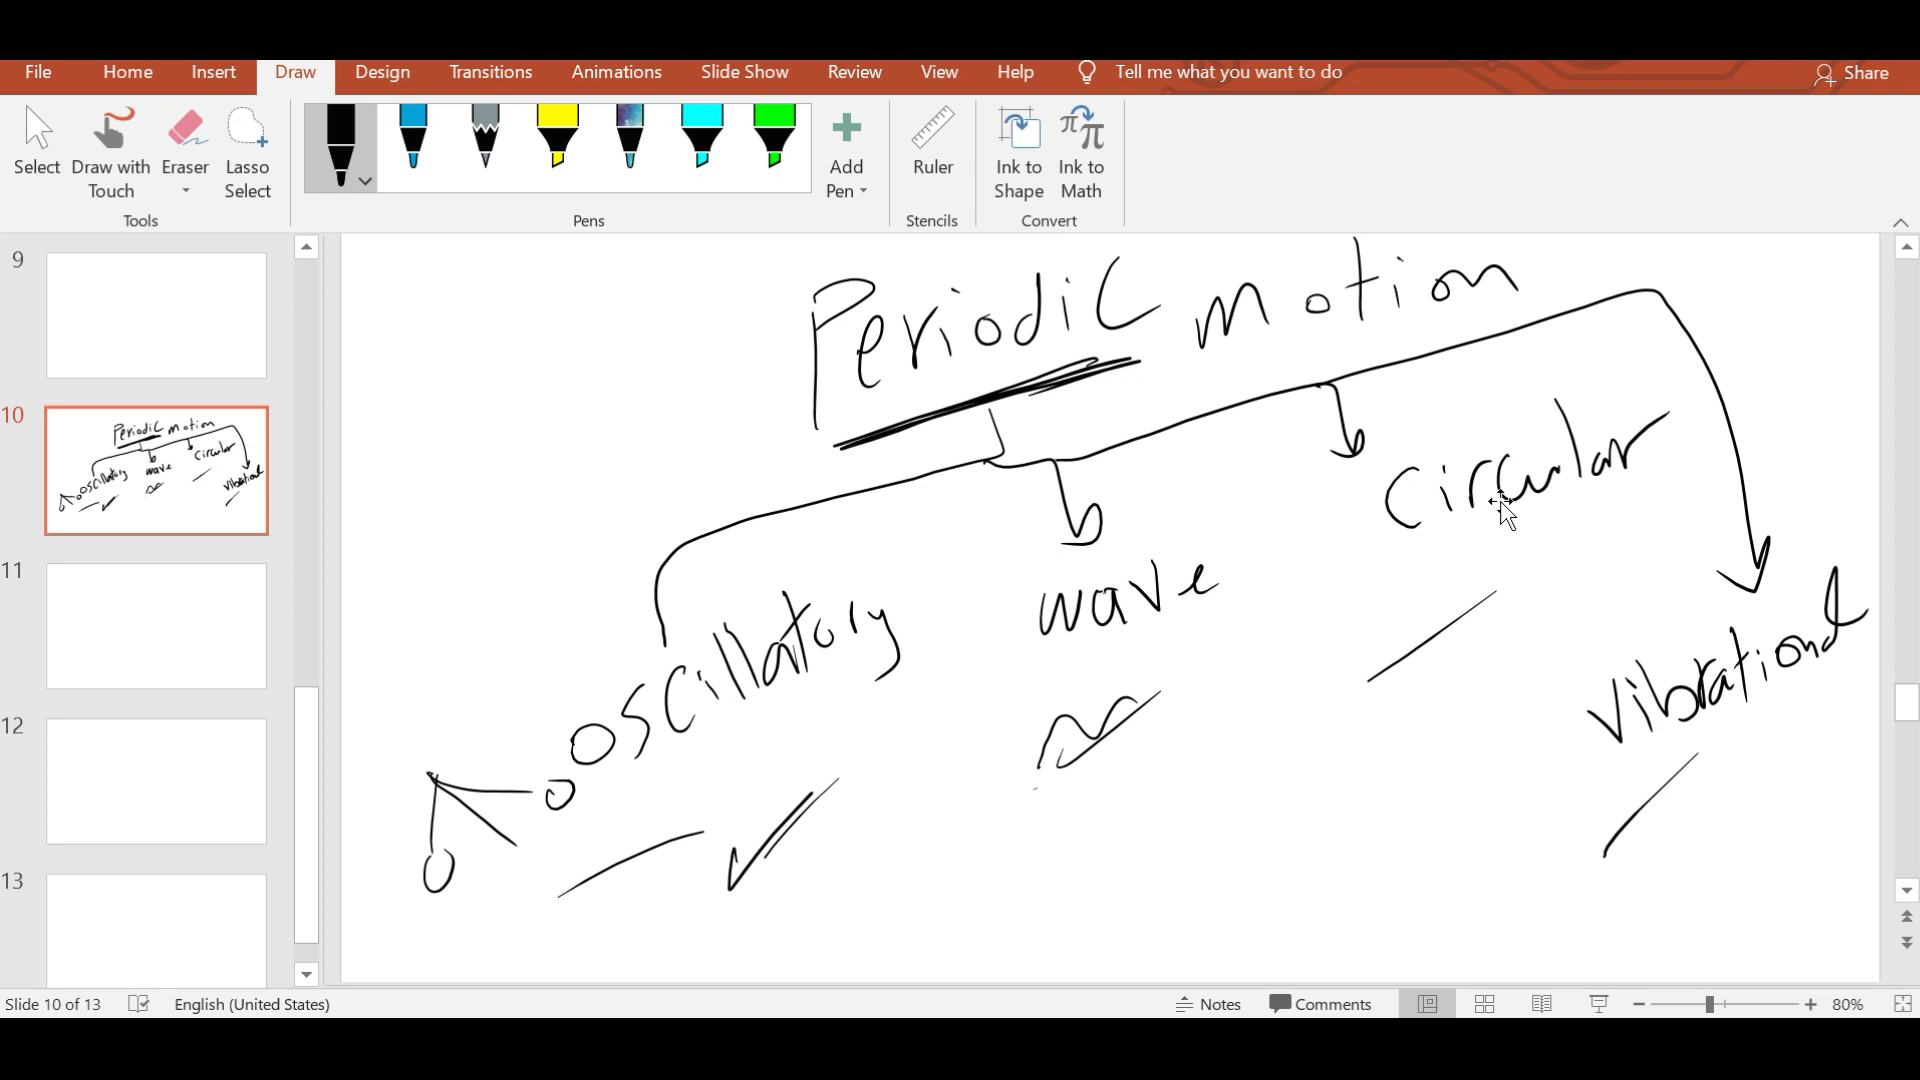 File Home Insert Draw Design Transitions Animations Slide Show Review View Help Tell me what you want to do Share
Select Draw with Touch Eraser Lasso Select
Add Pen Ruler Ink to Shape Ink to Math
Tools Pens Stencils Convert
9
10
11
12
13
Periodic motion
Circular
wave
oscillatory
Vibrational
Slide 10 of 13 English (United States) Notes Comments 80%